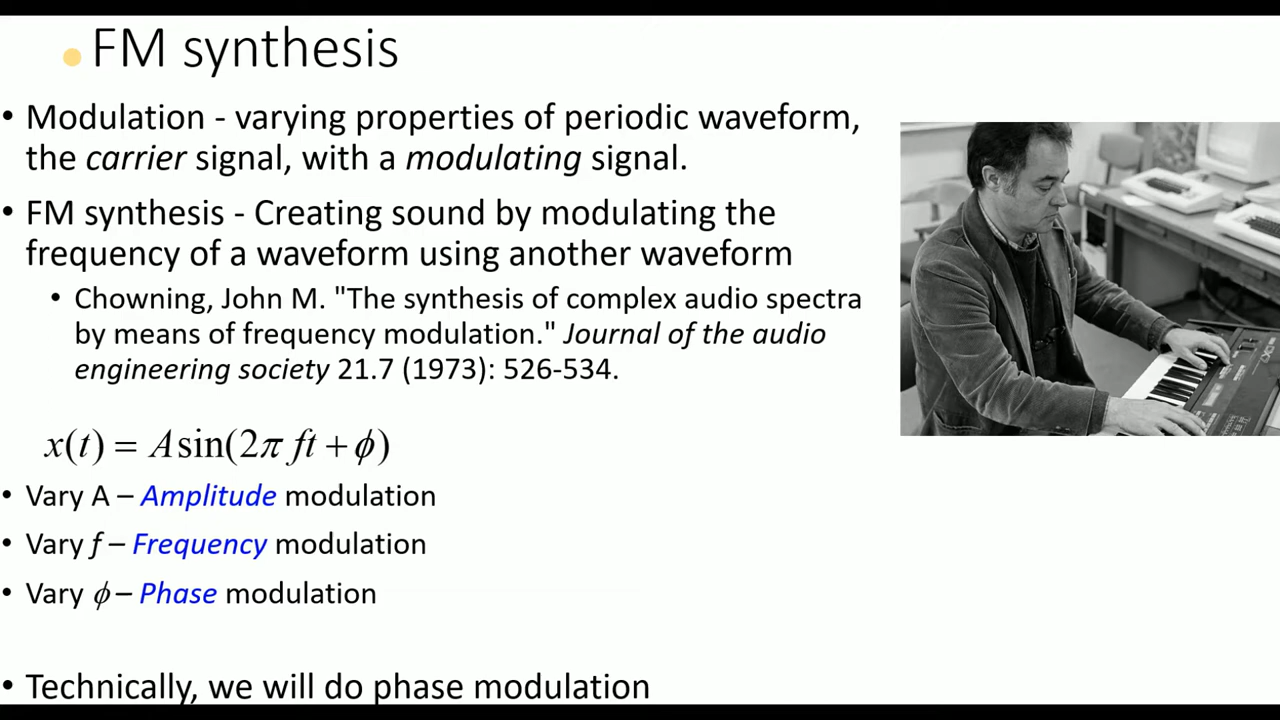 • FM synthesis
• Modulation - varying properties of periodic waveform,
the carrier signal, with a modulating signal.
• FM synthesis - Creating sound by modulating the
frequency of a waveform using another waveform
• Chowning, John M. "The synthesis of complex audio spectra
by means of frequency modulation." Journal of the audio
engineering society 21.7 (1973): 526-534.
x(t) = A sin(2π ft + ϕ)
• Vary A – Amplitude modulation
• Vary f – Frequency modulation
• Vary ϕ – Phase modulation
• Technically, we will do phase modulation